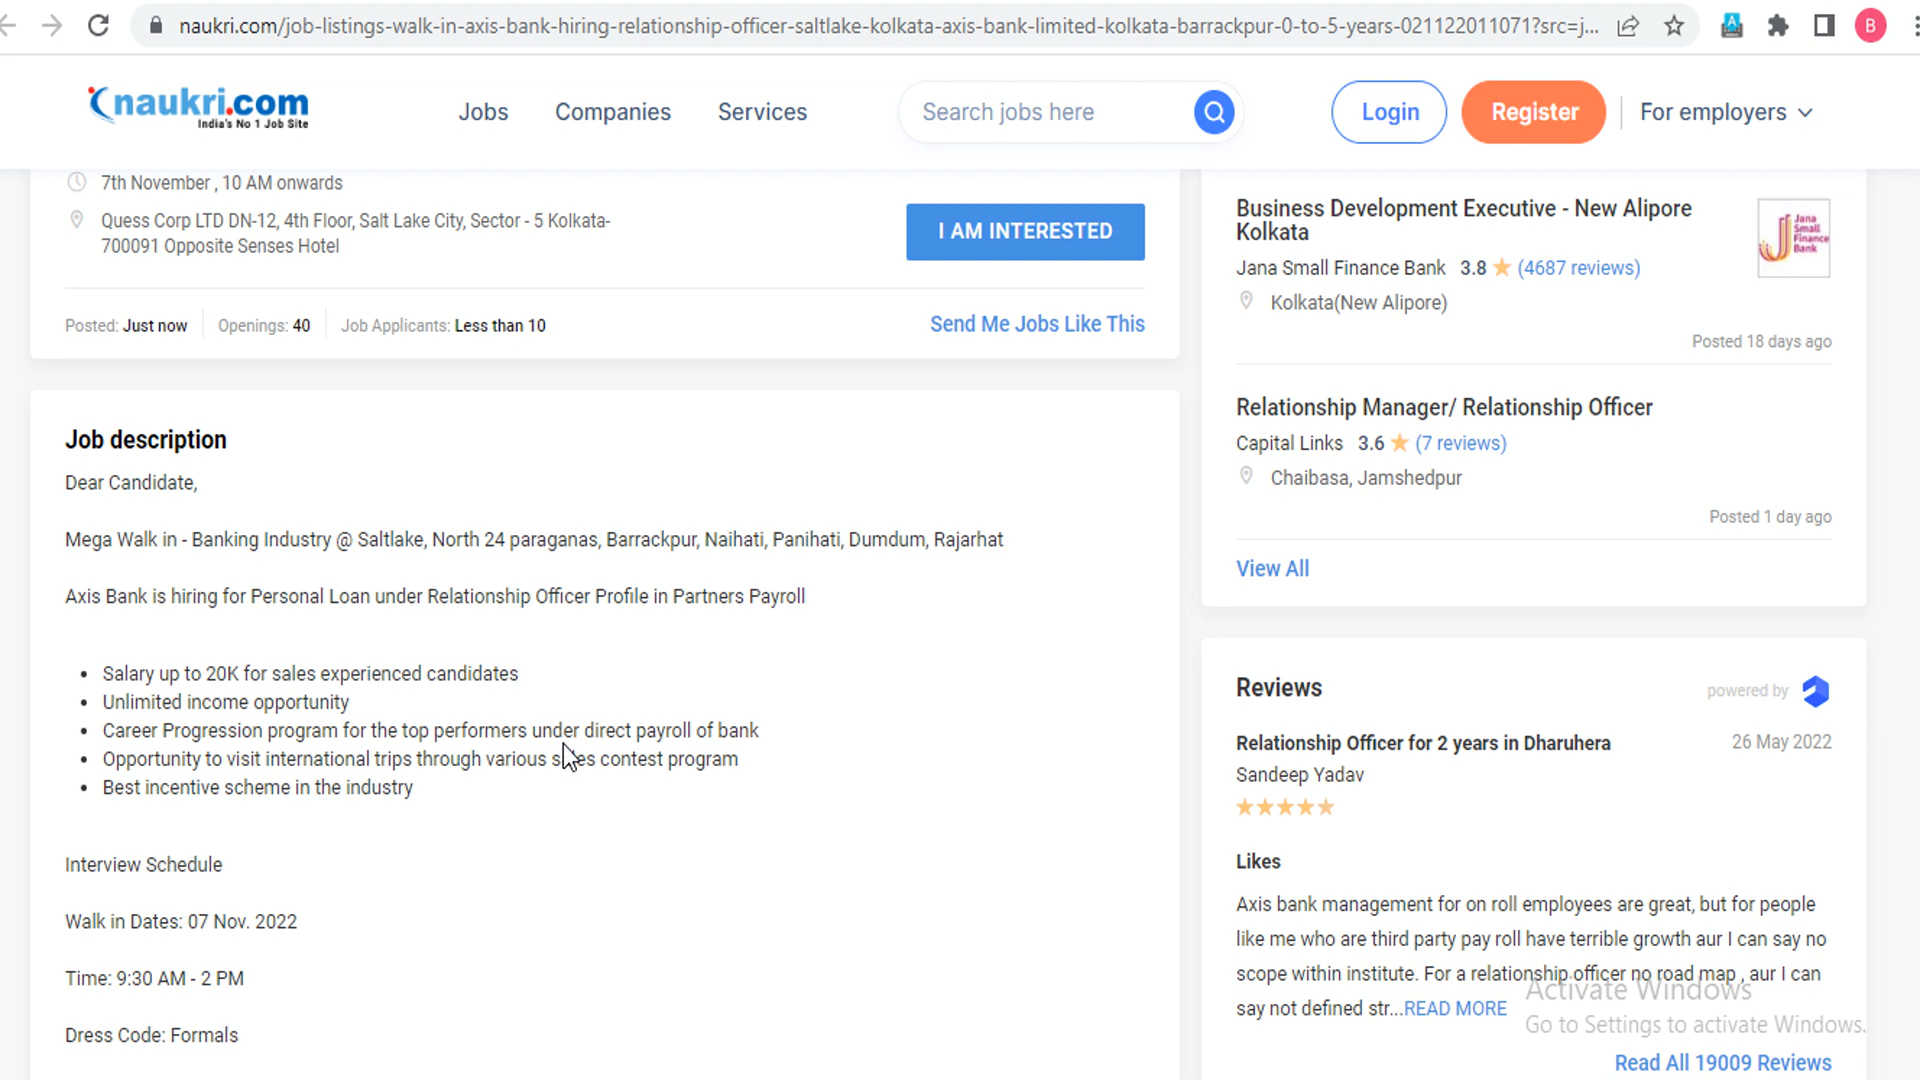 naukri.com/job-listings-walk-in-axis-bank-hiring-relationship-officer-saltlake-kolkata-axis-bank-limited-kolkata-barrackpur-0-to-5-years-021122011071?src=j...
B
naukri.com
India's No 1 Job Site
Jobs
Companies
Services
Search jobs here
Login
Register
For employers
7th November , 10 AM onwards
Quess Corp LTD DN-12, 4th Floor, Salt Lake City, Sector - 5 Kolkata-
700091 Opposite Senses Hotel
I AM INTERESTED
Posted: Just now
Openings: 40
Job Applicants: Less than 10
Send Me Jobs Like This
Job description
Dear Candidate,
Mega Walk in - Banking Industry @ Saltlake, North 24 paraganas, Barrackpur, Naihati, Panihati, Dumdum, Rajarhat
Axis Bank is hiring for Personal Loan under Relationship Officer Profile in Partners Payroll
• Salary up to 20K for sales experienced candidates
• Unlimited income opportunity
• Career Progression program for the top performers under direct payroll of bank
• Opportunity to visit international trips through various sales contest program
• Best incentive scheme in the industry
Interview Schedule
Walk in Dates: 07 Nov. 2022
Time: 9:30 AM - 2 PM
Dress Code: Formals
Business Development Executive - New Alipore
Kolkata
Jana Small Finance Bank 3.8 (4687 reviews)
Kolkata(New Alipore)
Jana
Small
Finance
Bank
Posted 18 days ago
Relationship Manager/ Relationship Officer
Capital Links 3.6 (7 reviews)
Chaibasa, Jamshedpur
Posted 1 day ago
View All
Reviews
powered by
Relationship Officer for 2 years in Dharuhera
26 May 2022
Sandeep Yadav
Likes
Axis bank management for on roll employees are great, but for people
like me who are third party pay roll have terrible growth aur I can say no
scope within institute. For a relationship officer no road map , aur I can
say not defined str...READ MORE
Activate Windows
Go to Settings to activate Windows.
Read All 19009 Reviews